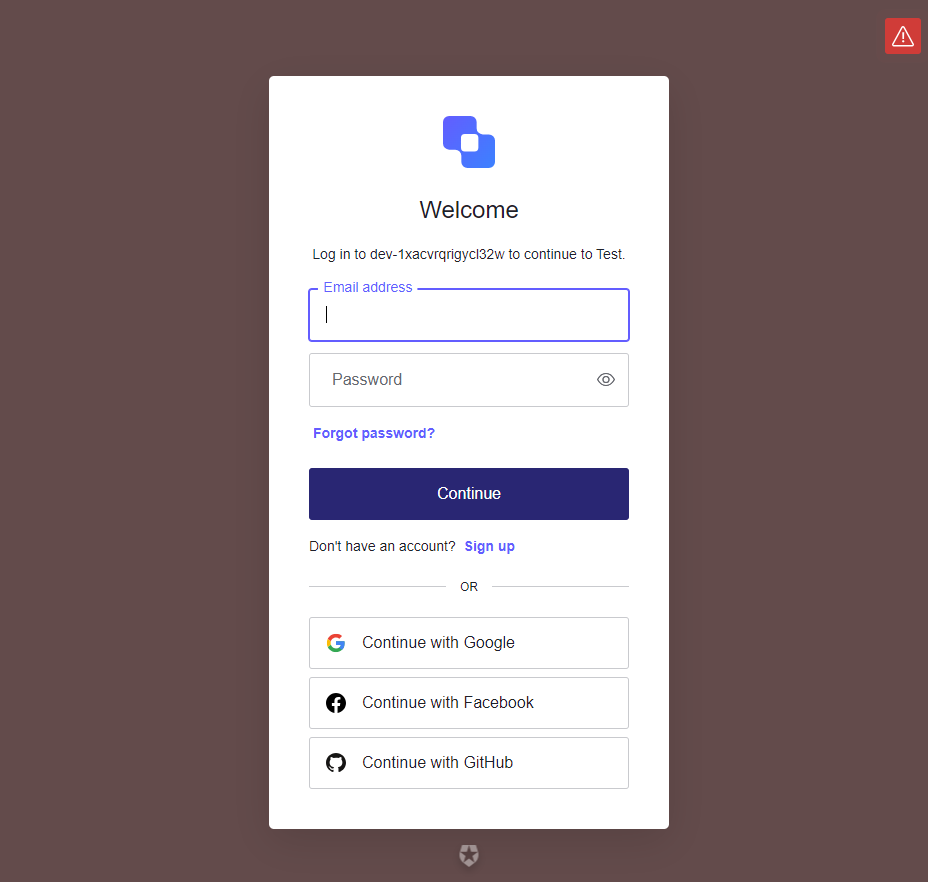 Welcome
Log in to dev-1xacvrqrigycl32w to continue to Test.
Email address
Password
Forgot password?
Continue
Don't have an account? Sign up
OR
Continue with Google
Continue with Facebook
Continue with GitHub